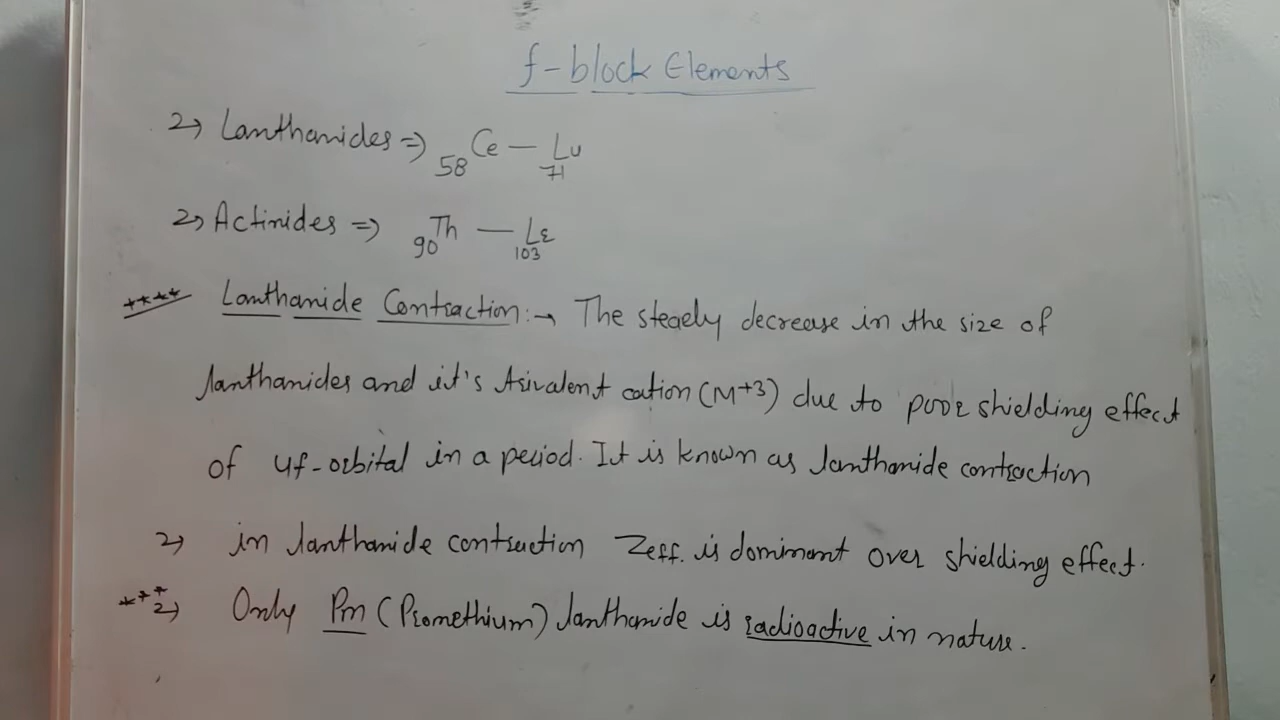 f-block Elements
2) Lanthanides => 58Ce - 71Lu
2) Actinides => 90Th - 103Lr
**** Lanthanide Contraction:→ The steaely decrease in the size of
lanthanides and it's trivalent cation (M+3) due to poor shielding effect
of 4f-orbital in a period. It is known as lanthanide contraction
2) in lanthanide contraction Zeff. is dominant over shielding effect.
*** 2) Only Pm (Promethium) lanthanide is radioactive in nature.